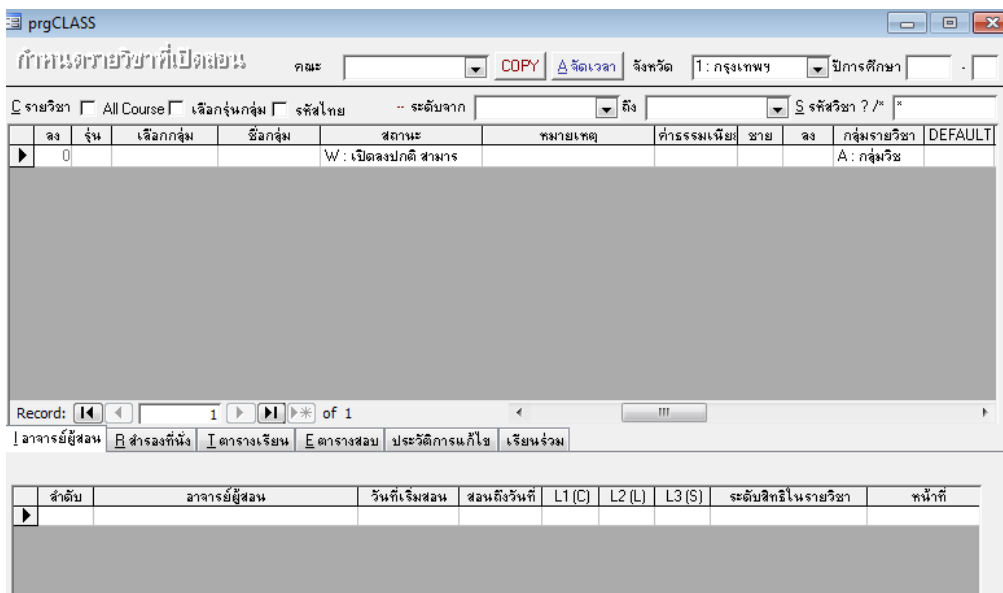 prgCLASS
กำหนดรายวิชาที่เปิดสอน คณะ COPY A จัดเวลา จังหวัด 1 : กรุงเทพฯ ปีการศึกษา -
C รายวิชา All Course เลือกรุ่นกลุ่ม รหัสไทย -- ระดับจาก ถึง S รหัสวิชา ? /* *
ลง รุ่น เลือกกลุ่ม ชื่อกลุ่ม สถานะ หมายเหตุ ค่าธรรมเนีย ชาย ลง กลุ่มรายวิชา DEFAULT
0 W : เปิดลงปกติ สามาร A : กลุ่มวิช
Record: 1 of 1
I อาจารย์ผู้สอน R สำรองที่นั่ง T ตารางเรียน E ตารางสอบ ประวัติการแก้ไข เรียนร่วม
ลำดับ อาจารย์ผู้สอน วันที่เริ่มสอน สอนถึงวันที่ L1 (C) L2 (L) L3 (S) ระดับสิทธิในรายวิชา หน้าที่